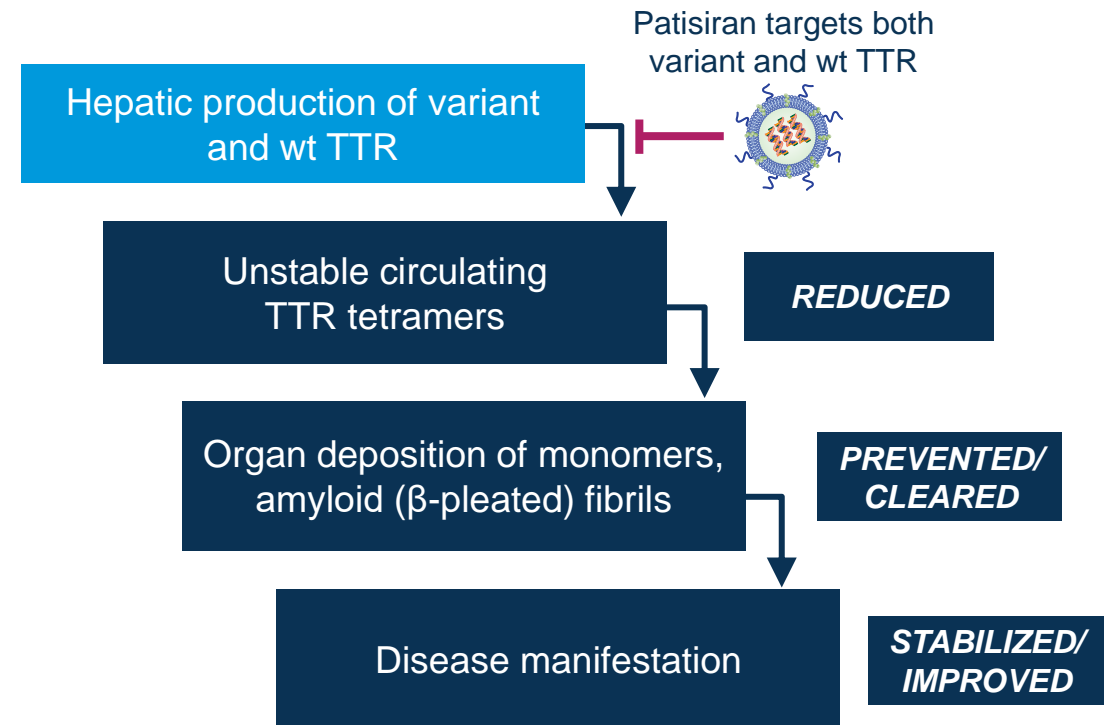 Patisiran targets both
variant and wt TTR
Hepatic production of variant
and wt TTR
Unstable circulating
TTR tetramers
REDUCED
Organ deposition of monomers,
amyloid (β-pleated) fibrils
PREVENTED/
CLEARED
Disease manifestation
STABILIZED/
IMPROVED